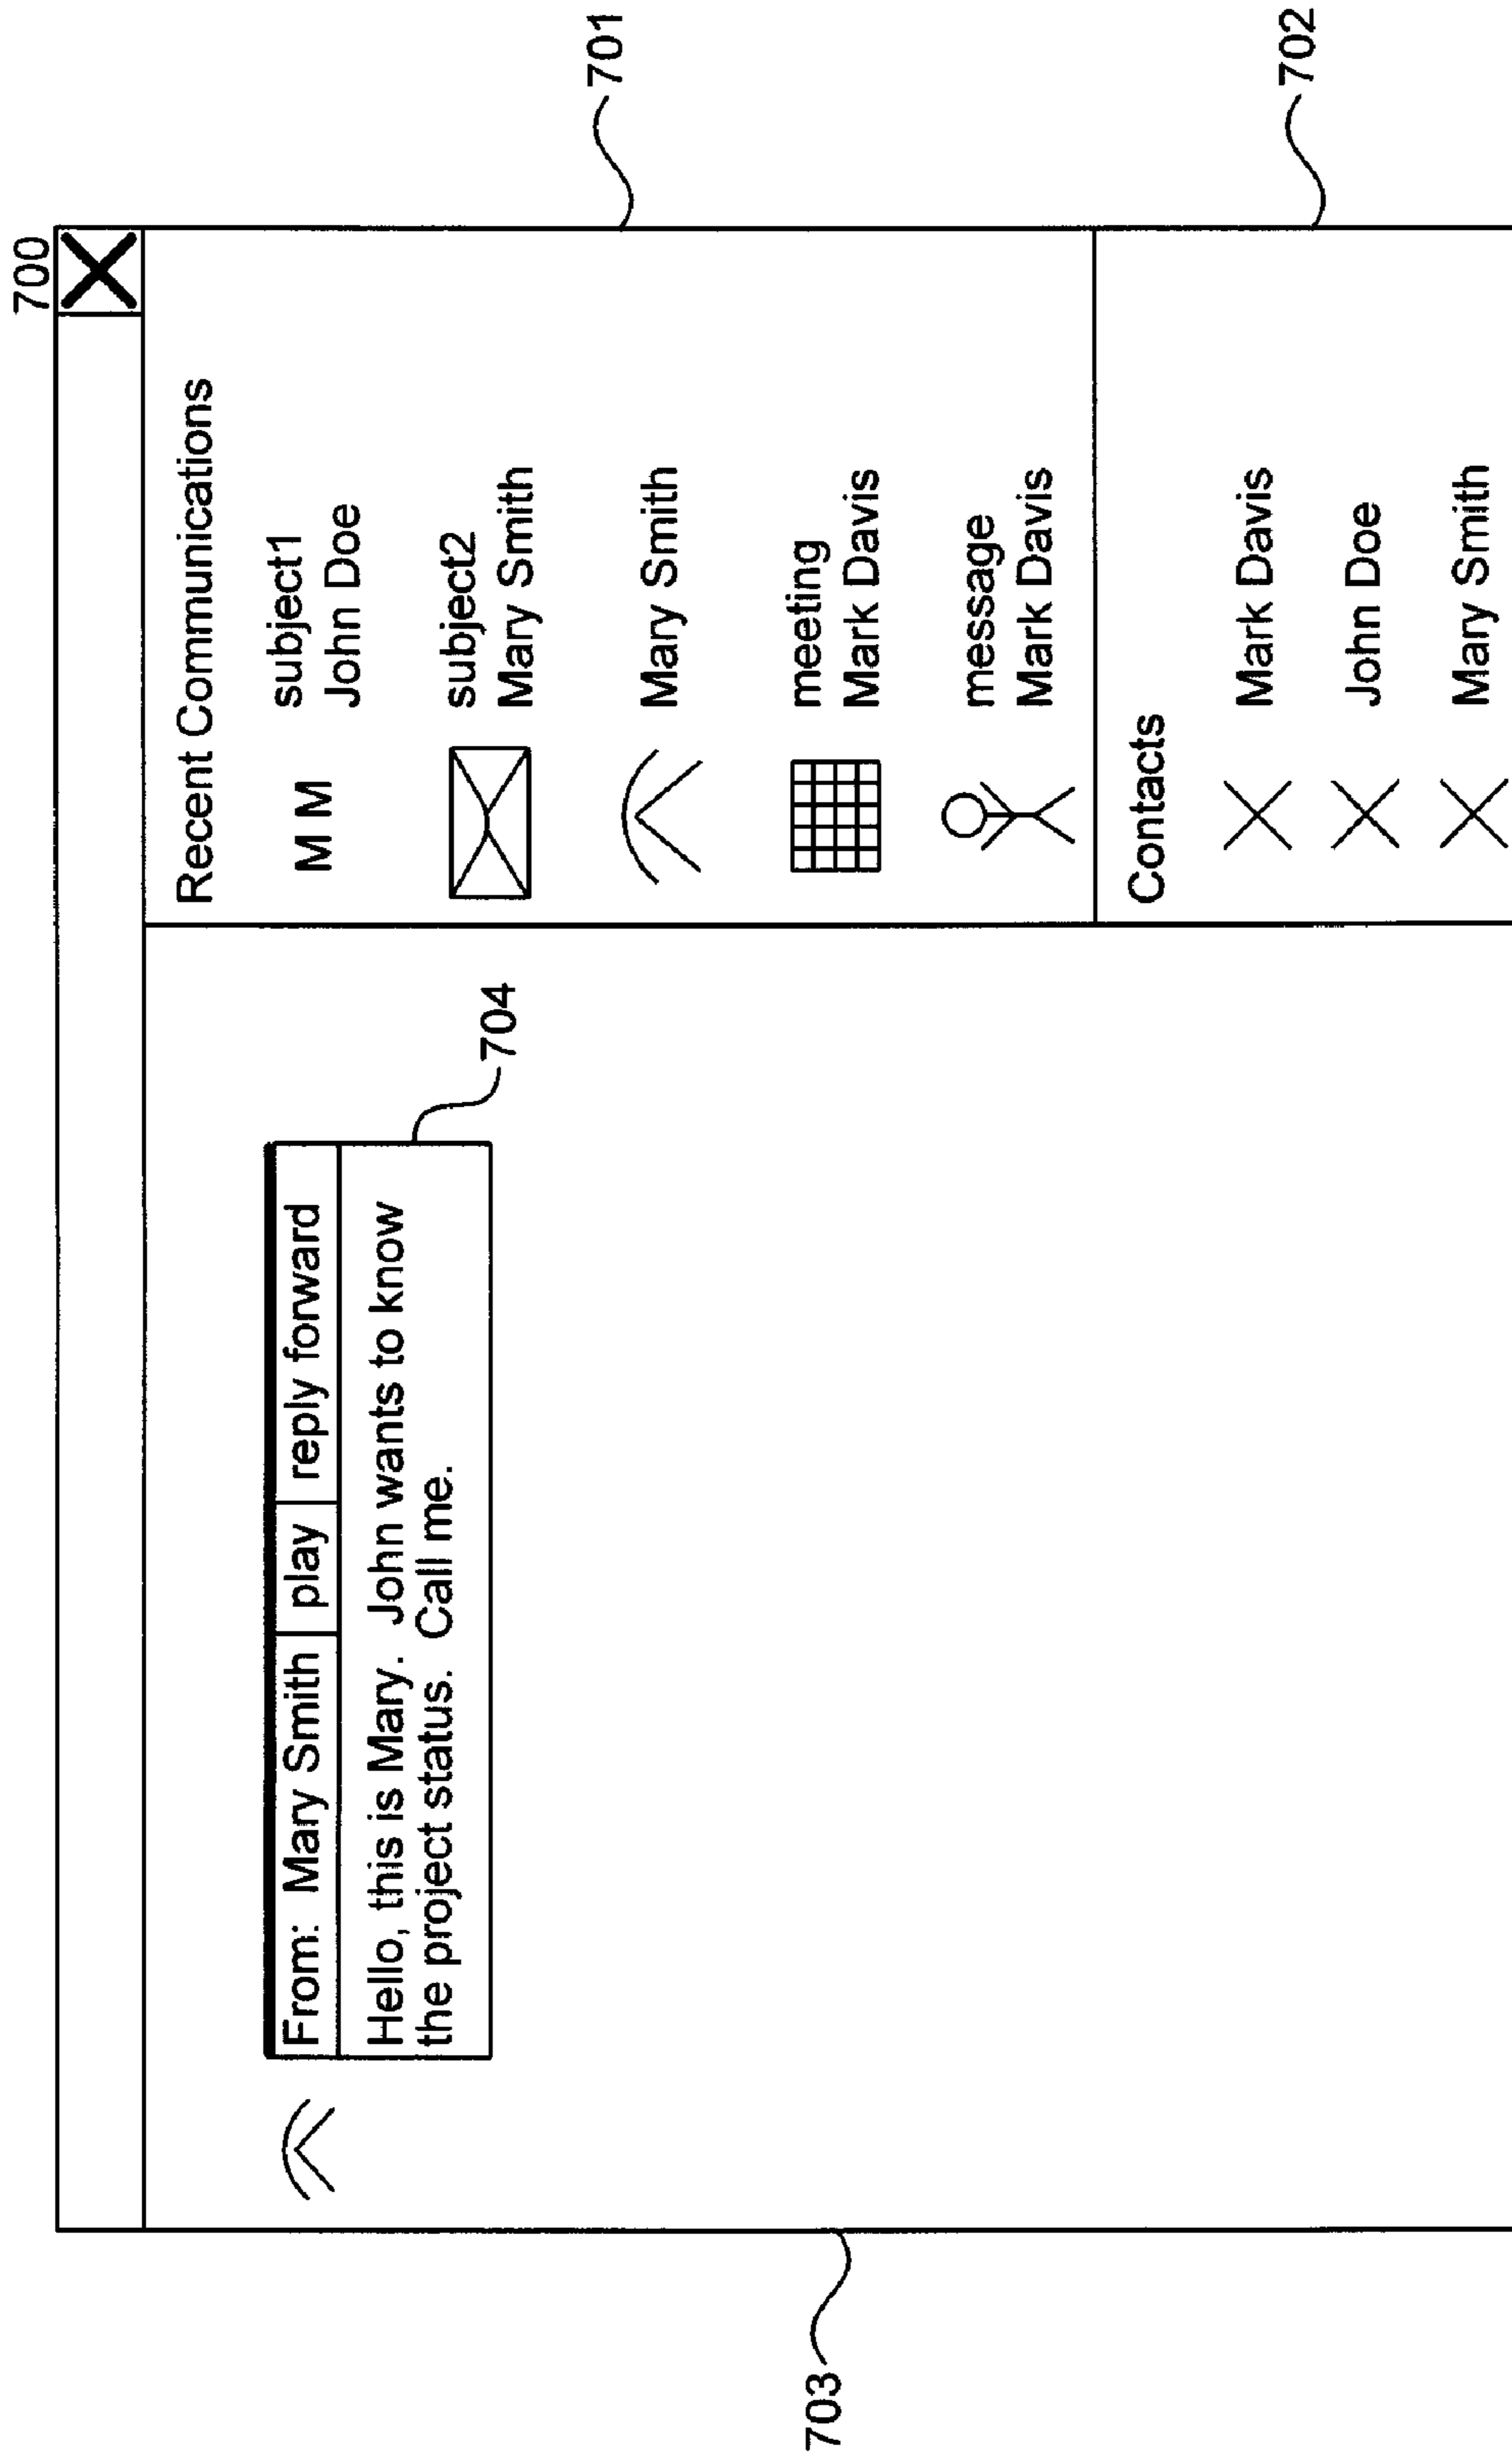 700
Recent Communications
701
M M
subject1
John Doe
subject2
Mary Smith
Mary Smith
meeting
Mark Davis
message
Mark Davis
Contacts
702
Mark Davis
John Doe
Mary Smith
From: Mary Smith
play
reply forward
Hello, this is Mary. John wants to know
the project status. Call me.
704
703